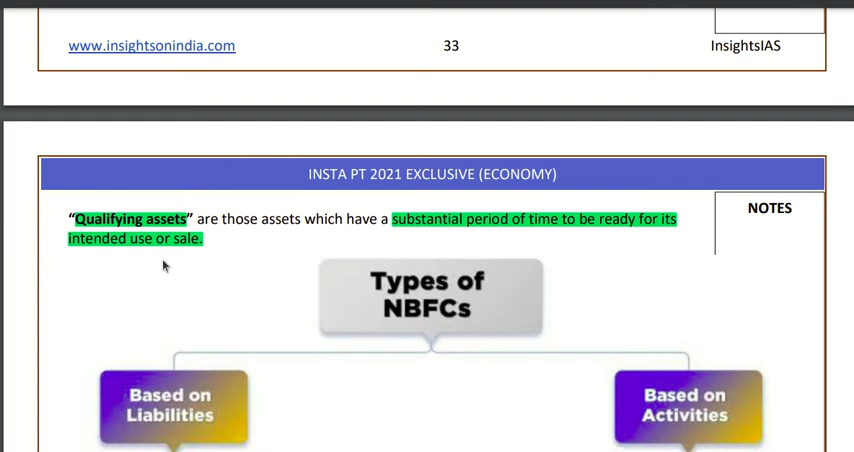 www.insightsonindia.com 33 InsightsIAS
INSTA PT 2021 EXCLUSIVE (ECONOMY)
“Qualifying assets” are those assets which have a substantial period of time to be ready for its
intended use or sale.
NOTES
Types of
NBFCs
Based on
Liabilities
Based on
Activities